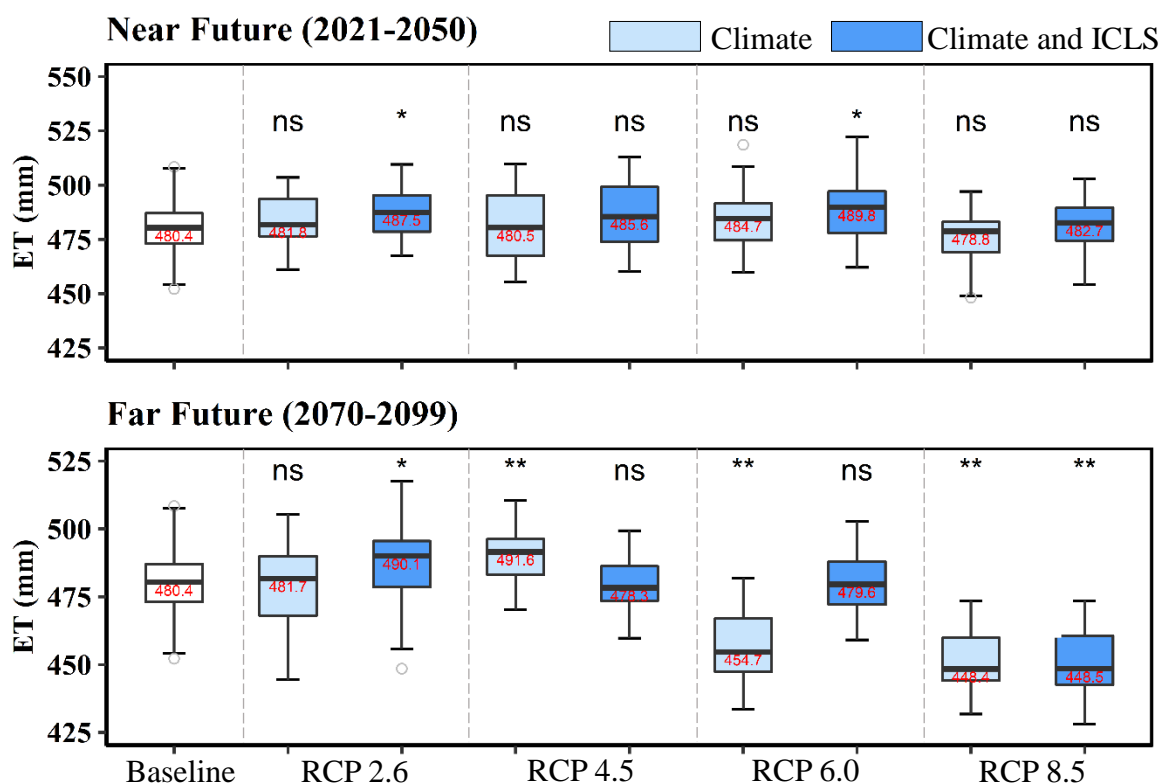 Near Future (2021-2050)
Climate
Climate and ICLS
ET (mm)
550
525
500
475
450
425
ns
*
ns
ns
ns
*
ns
ns
480.4
481.8
487.5
480.5
485.6
484.7
489.8
478.8
482.7
Far Future (2070-2099)
ET (mm)
525
500
475
450
425
ns
*
**
ns
**
ns
**
**
480.4
481.7
490.1
491.6
478.3
454.7
479.6
448.4
448.5
Baseline
RCP 2.6
RCP 4.5
RCP 6.0
RCP 8.5